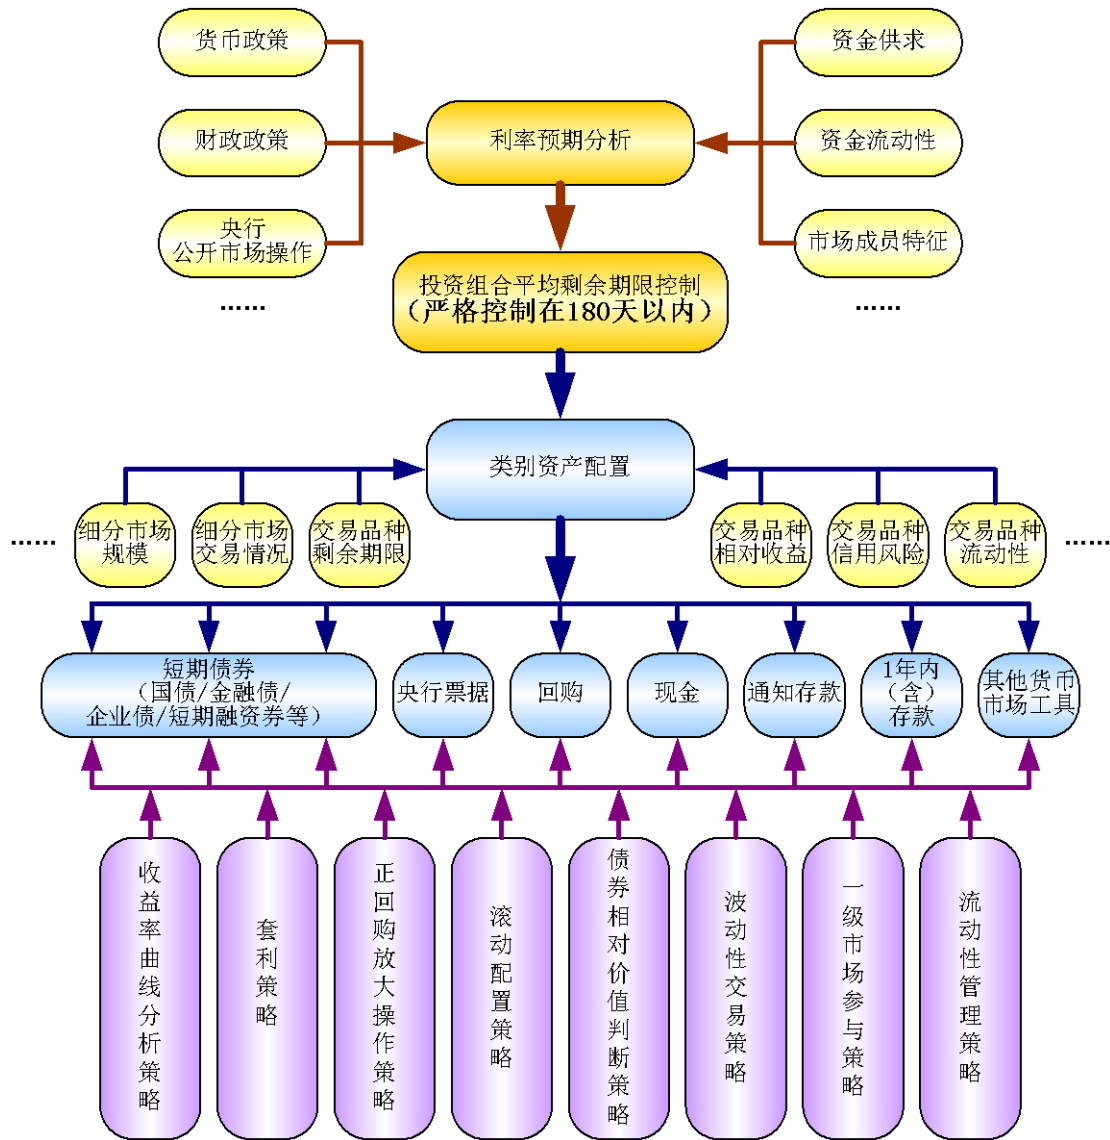 货币政策
资金供求
财政政策
利率预期分析
资金流动性
央行
公开市场操作
市场成员特征
……
投资组合平均剩余期限控制
（严格控制在180天以内）
……
类别资产配置
……
细分市场
规模
细分市场
交易情况
交易品种
剩余期限
交易品种
相对收益
交易品种
信用风险
交易品种
流动性
……
短期债券
（国债/金融债/
企业债/短期融资券等）
央行票据
回购
现金
通知存款
1年内
（含）
存款
其他货币
市场工具
收益率曲线分析策略
套利策略
正回购放大操作策略
滚动配置策略
债券相对价值判断策略
波动性交易策略
一级市场参与策略
流动性管理策略